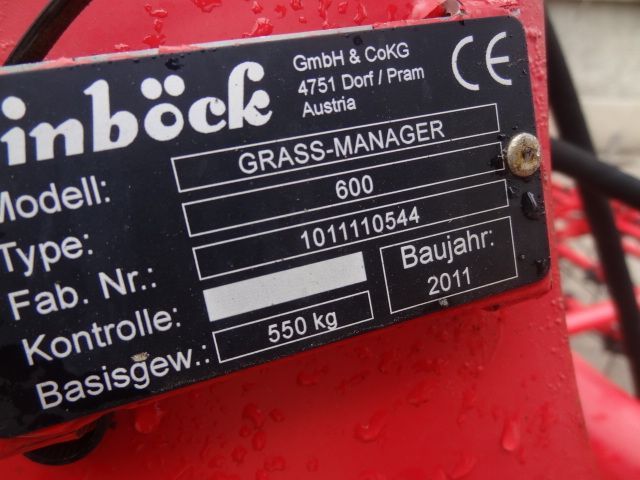 inböck
GmbH & CoKG
4751 Dorf / Pram
Austria
CE
Modell: GRASS-MANAGER
Type: 600
Fab. Nr.: 1011110544
Kontrolle:
Basisgew.: 550 kg
Baujahr:
2011